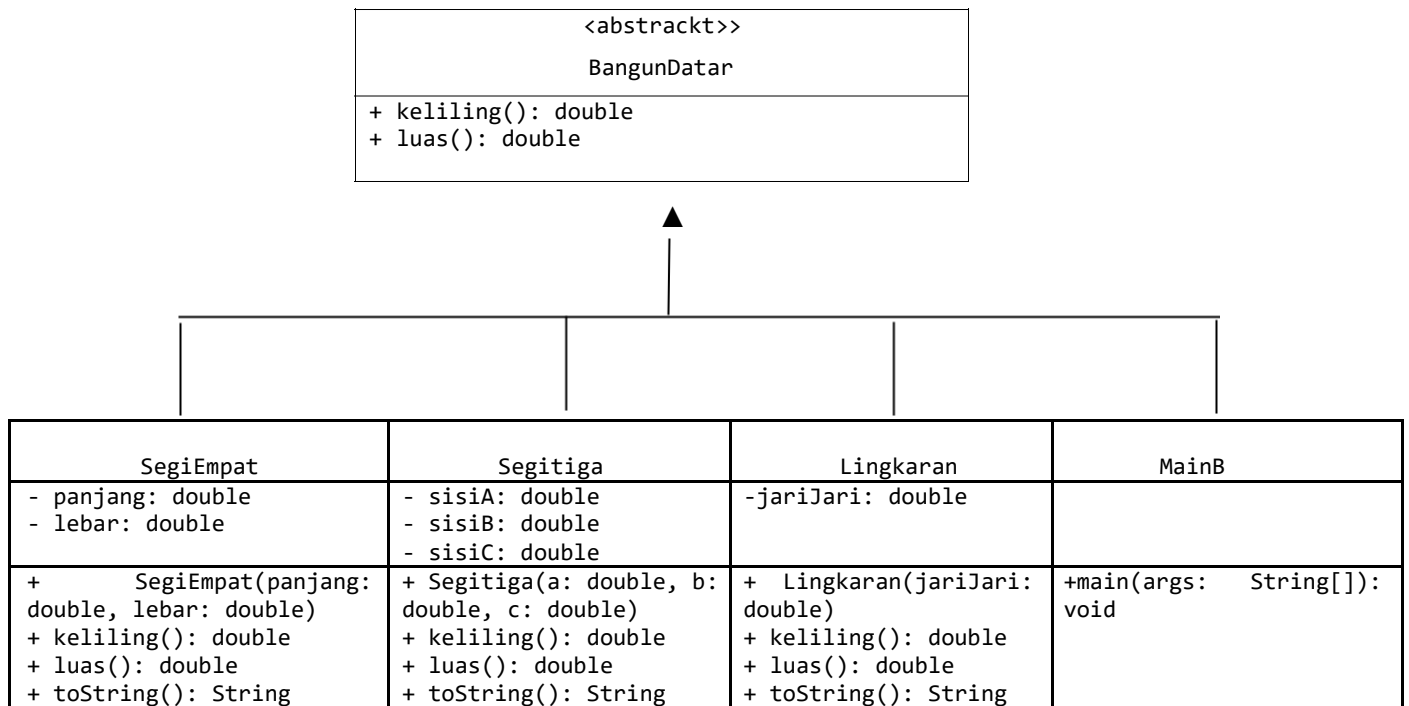 <abstrackt>>
BangunDatar
+ keliling(): double
+ luas(): double
SegiEmpat
- panjang: double
- lebar: double
+ SegiEmpat(panjang:
double, lebar: double)
+ keliling(): double
+ luas(): double
+ toString(): String
Segitiga
- sisiA: double
- sisiB: double
- sisiC: double
+ Segitiga(a: double, b:
double, c: double)
+ keliling(): double
+ luas(): double
+ toString(): String
Lingkaran
-jariJari: double
+ Lingkaran(jariJari:
double)
+ keliling(): double
+ luas(): double
+ toString(): String
MainB
+main(args: String[]):
void